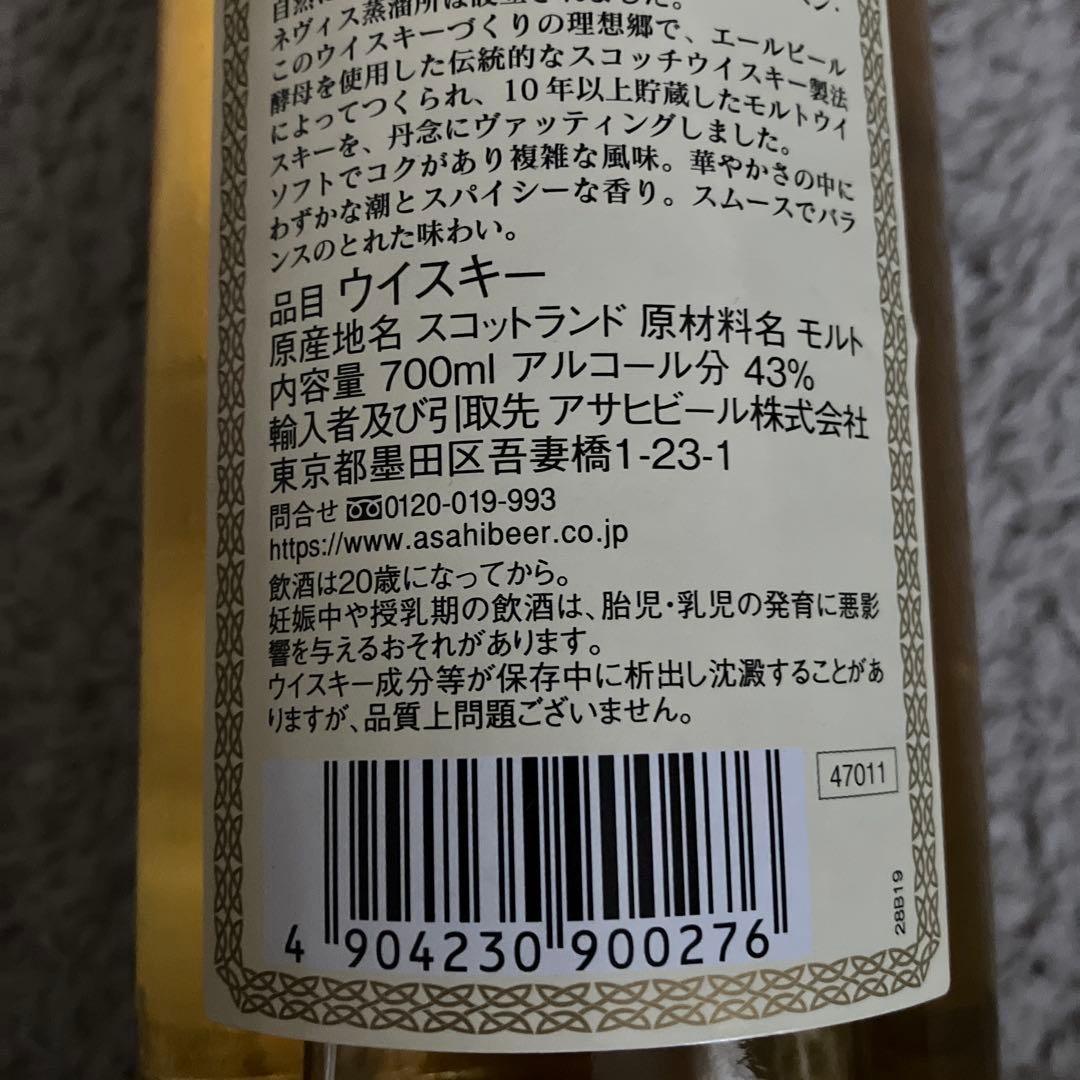 自然に
ネヴィス蒸溜所は設立されました。
このウイスキーづくりの理想郷で、エールビール
酵母を使用した伝統的なスコッチウイスキー製法
によってつくられ、10年以上貯蔵したモルトウイ
スキーを、丹念にヴァッティングしました。
ソフトでコクがあり複雑な風味。華やかさの中に
わずかな潮とスパイシーな香り。スムースでバラ
ンスのとれた味わい。
品目 ウイスキー
原産地名 スコットランド 原材料名 モルト
内容量 700ml アルコール分 43%
輸入者及び引取先 アサヒビール株式会社
東京都墨田区吾妻橋1-23-1
問合せ 0120-019-993
https://www.asahibeer.co.jp
飲酒は20歳になってから。
妊娠中や授乳期の飲酒は、胎児・乳児の発育に悪影
響を与えるおそれがあります。
ウイスキー成分等が保存中に析出し沈澱することがあ
りますが、品質上問題ございません。
47011
28B19
4 904230 900276